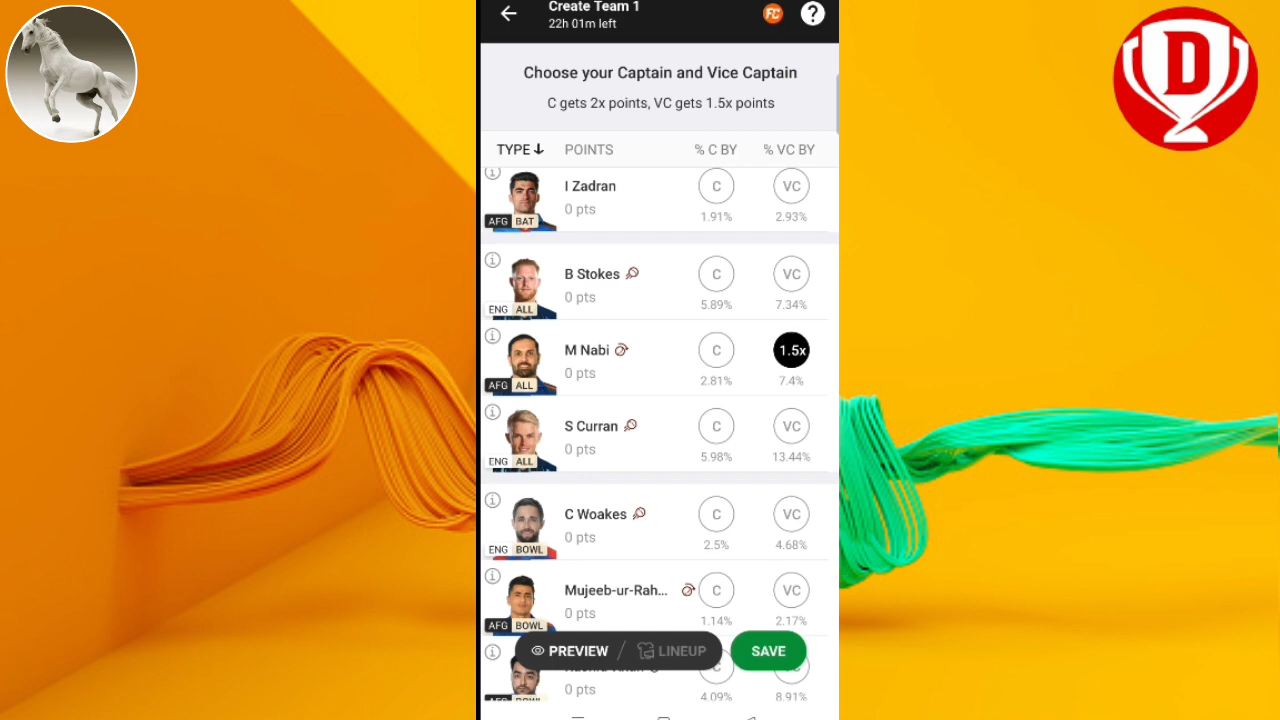 Create Team 1
22h 01m left
FC
?
D
Choose your Captain and Vice Captain
C gets 2x points, VC gets 1.5x points
TYPE POINTS % C BY % VC BY
I Zadran C VC
0 pts 1.91% 2.93%
AFG BAT
B Stokes C VC
0 pts 5.89% 7.34%
ENG ALL
M Nabi C 1.5x
0 pts 2.81% 7.4%
AFG ALL
S Curran C VC
0 pts 5.98% 13.44%
ENG ALL
C Woakes C VC
0 pts 2.5% 4.68%
ENG BOWL
Mujeeb-ur-Rah... C VC
0 pts 1.14% 2.17%
AFG BOWL
PREVIEW / LINEUP SAVE
0 pts 4.09% 8.91%
AFG BOWL